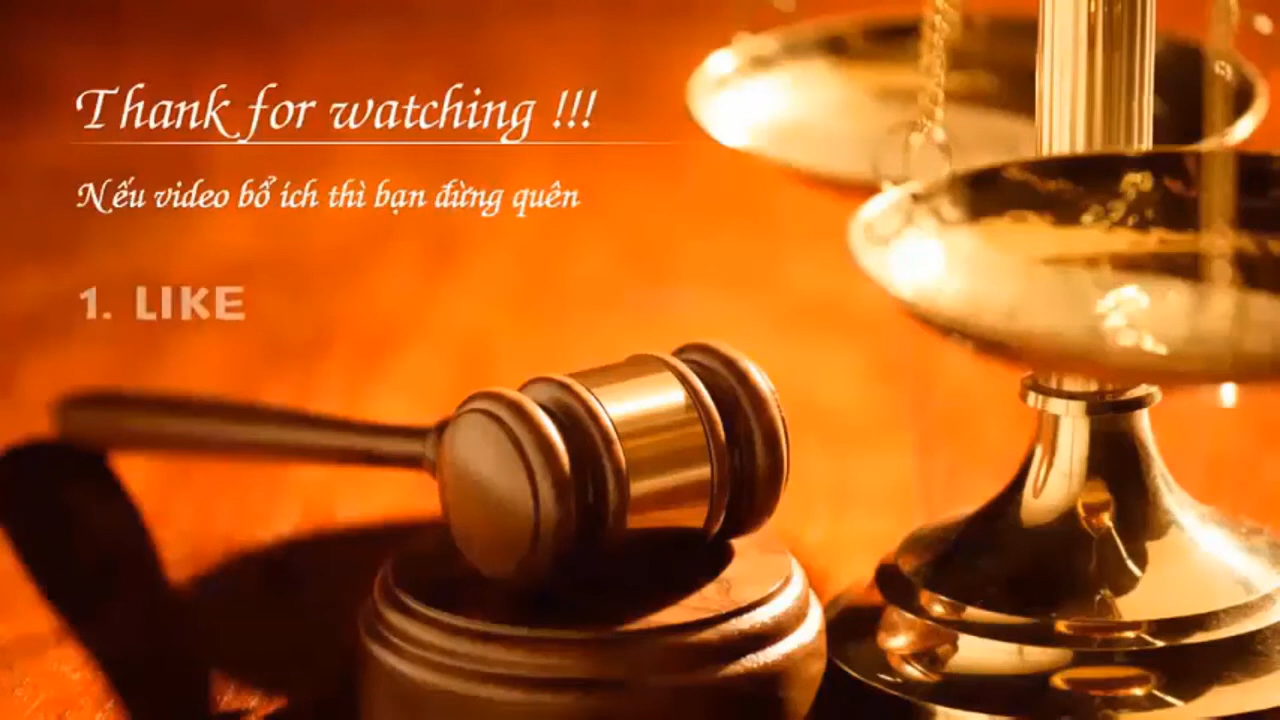 Thank for watching !!!
Nếu video bổ ích thì bạn đừng quên
1. LIKE